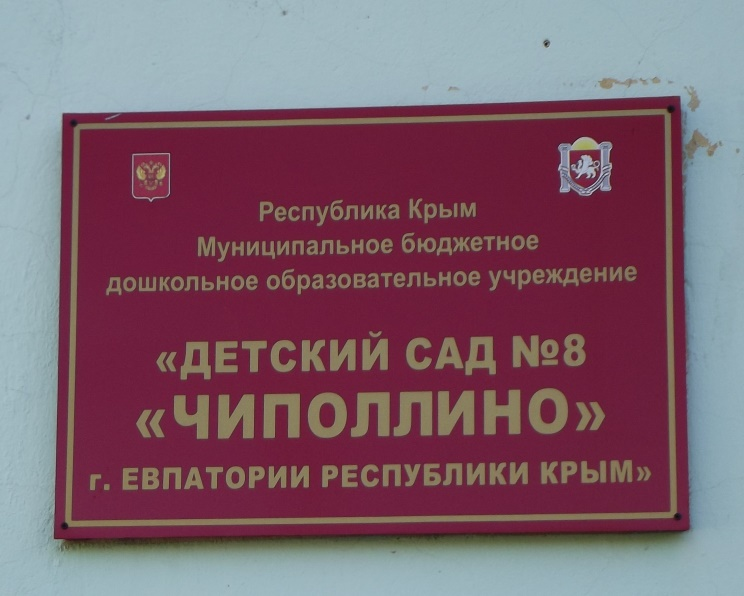 Республика Крым
Муниципальное бюджетное
дошкольное образовательное учреждение
«ДЕТСКИЙ САД №8
«ЧИПОЛЛИНО»
г. ЕВПАТОРИИ РЕСПУБЛИКИ КРЫМ»